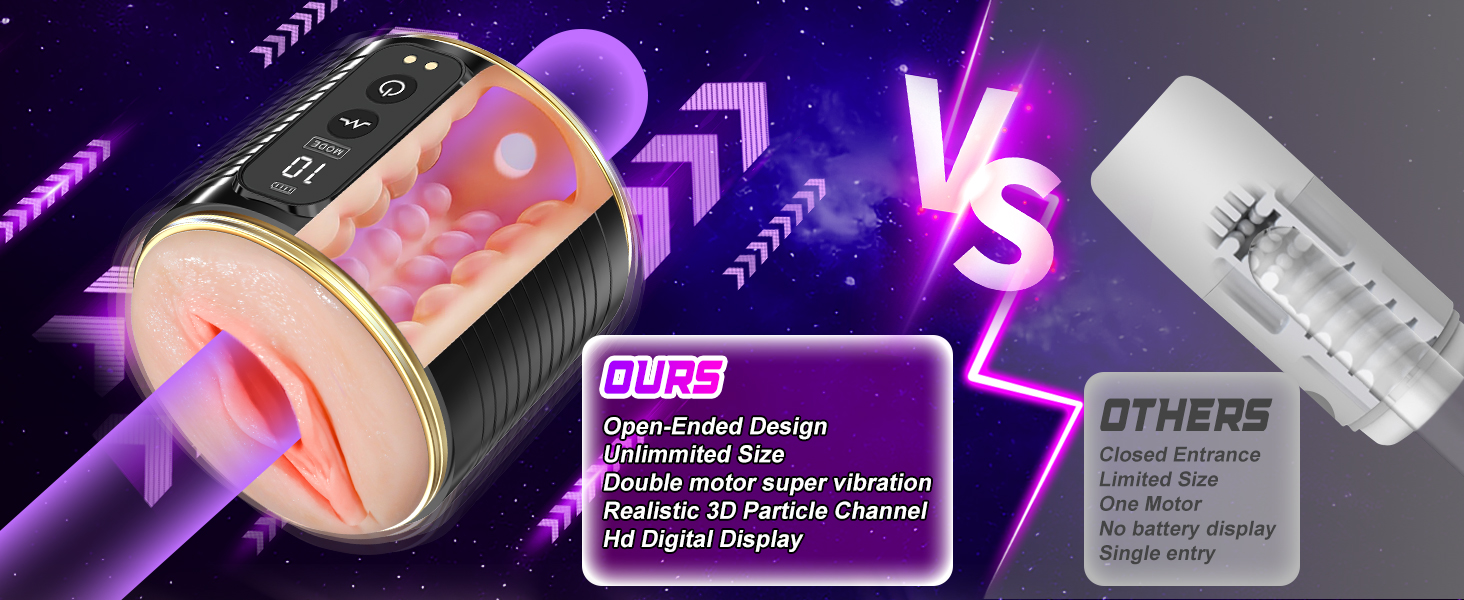 MODE
10
VS
OURS
Open-Ended Design
Unlimmited Size
Double motor super vibration
Realistic 3D Particle Channel
Hd Digital Display
OTHERS
Closed Entrance
Limited Size
One Motor
No battery display
Single entry